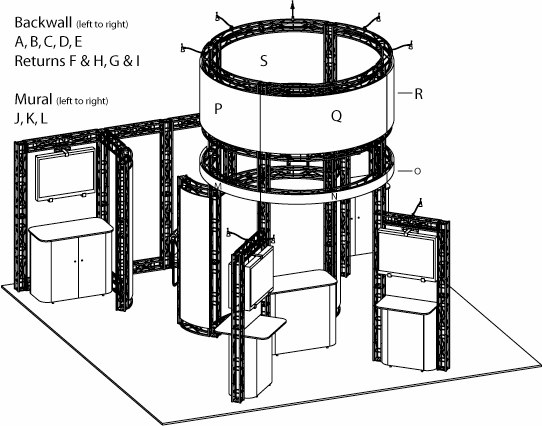 Backwall (left to right)
A, B, C, D, E
Returns F & H, G & I
Mural (left to right)
J, K, L
S
P
Q
R
O
M
N